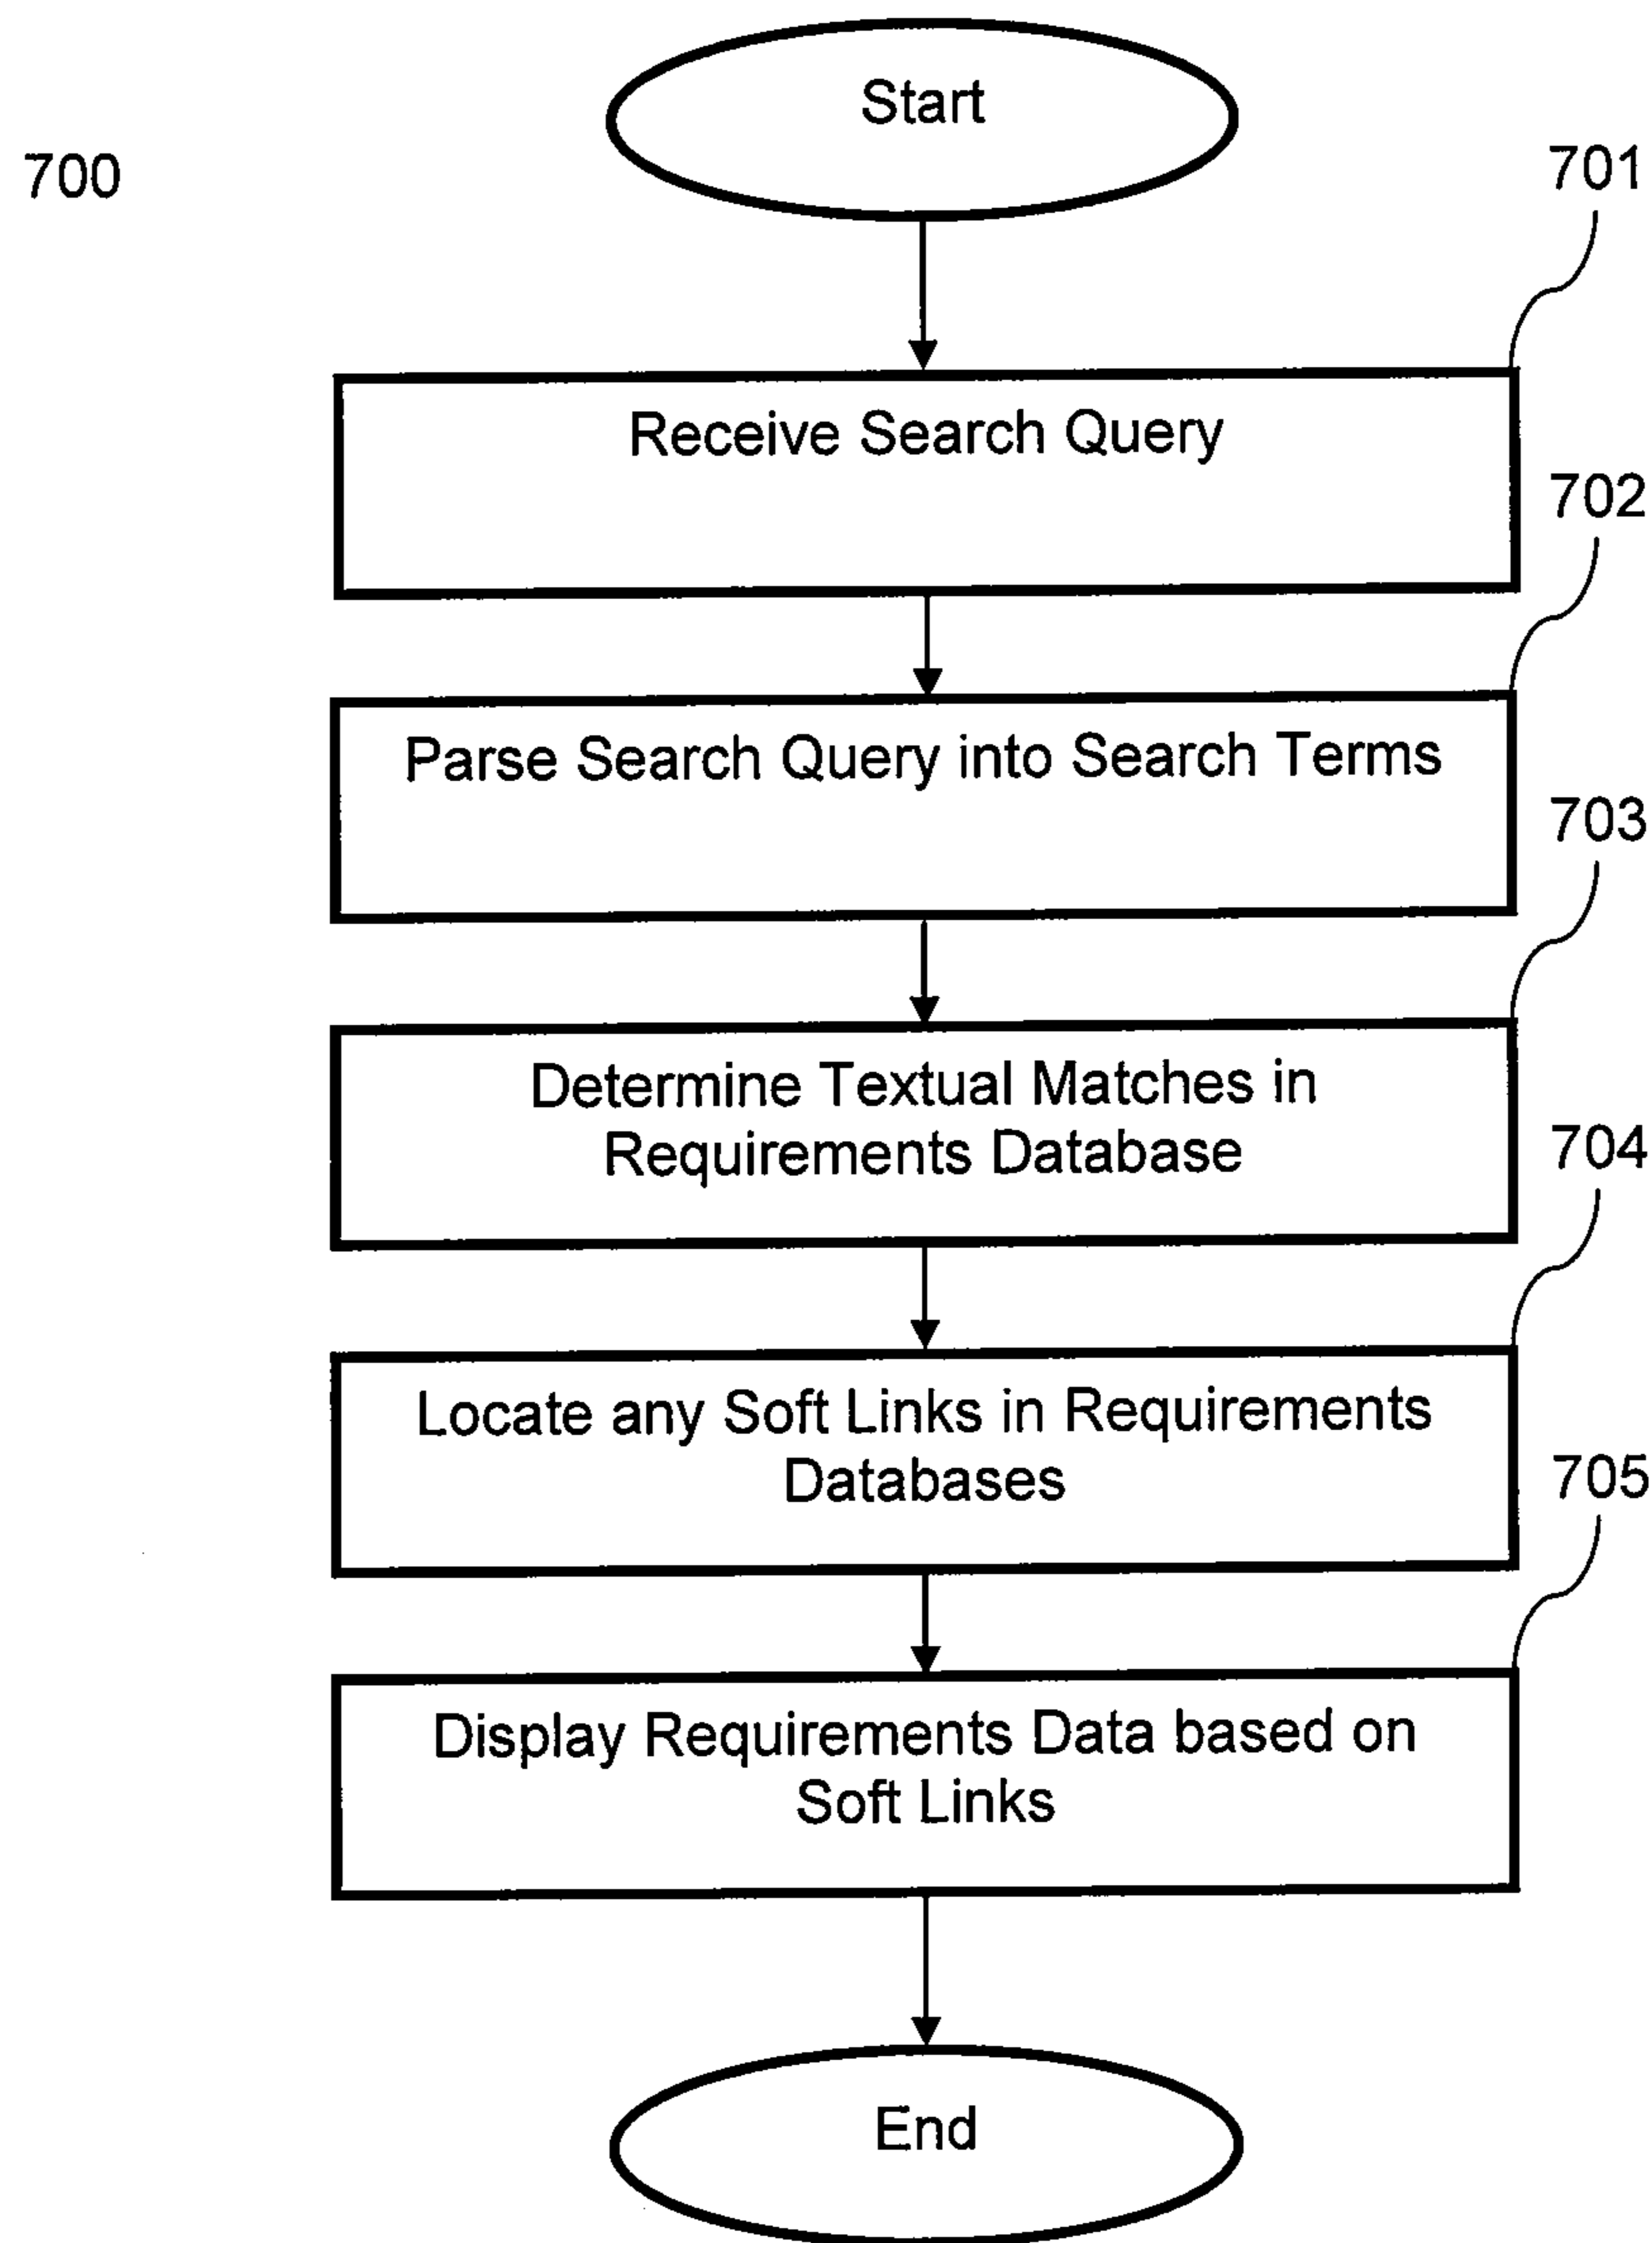 Start
700
701
Receive Search Query
702
Parse Search Query into Search Terms
703
Determine Textual Matches in
Requirements Database
704
Locate any Soft Links in Requirements
Databases
705
Display Requirements Data based on
Soft Links
End